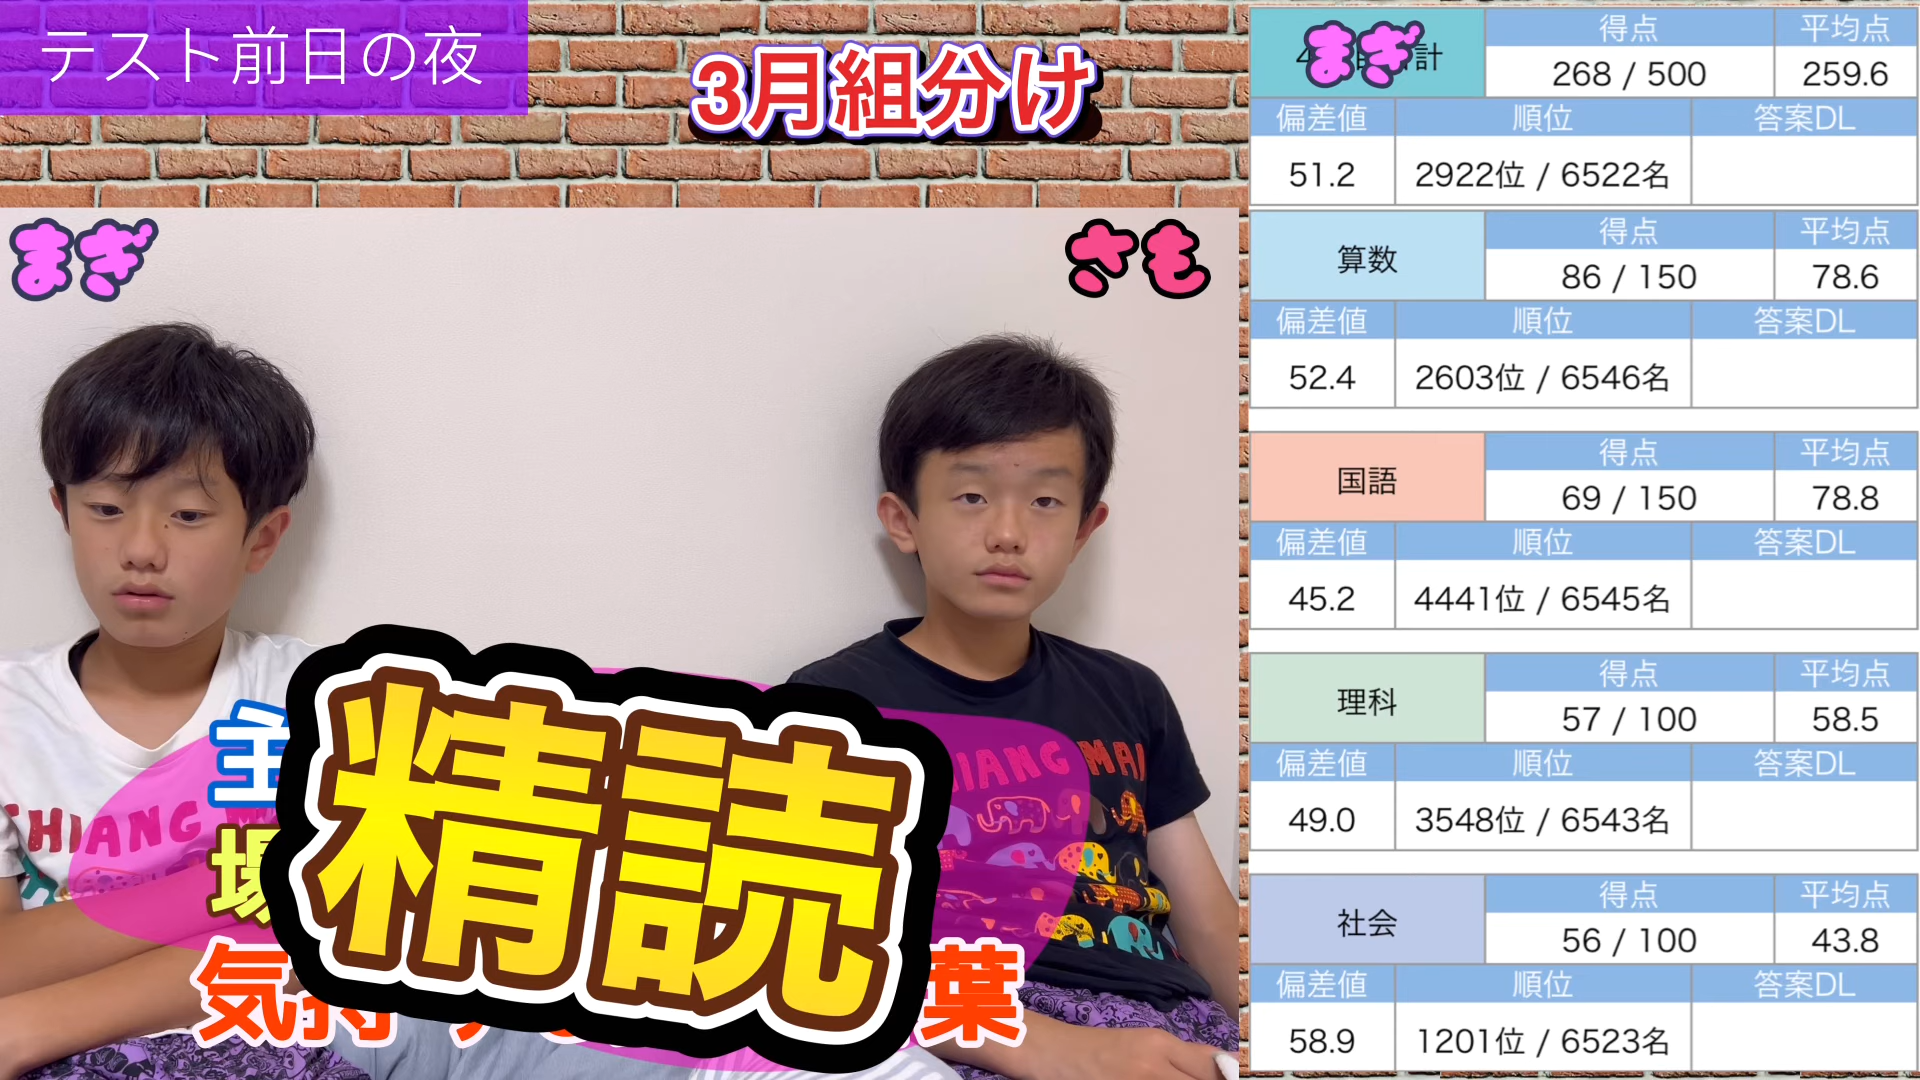 テスト前日の夜
3月組分け
まぎ
さも
精読
気持
葉
CHIANG MAI
CHIANG MAI
まぎ
計
得点 平均点
268 / 500 259.6
偏差値 順位 答案DL
51.2 2922位 / 6522名
算数
得点 平均点
86 / 150 78.6
偏差値 順位 答案DL
52.4 2603位 / 6546名
国語
得点 平均点
69 / 150 78.8
偏差値 順位 答案DL
45.2 4441位 / 6545名
理科
得点 平均点
57 / 100 58.5
偏差値 順位 答案DL
49.0 3548位 / 6543名
社会
得点 平均点
56 / 100 43.8
偏差値 順位 答案DL
58.9 1201位 / 6523名